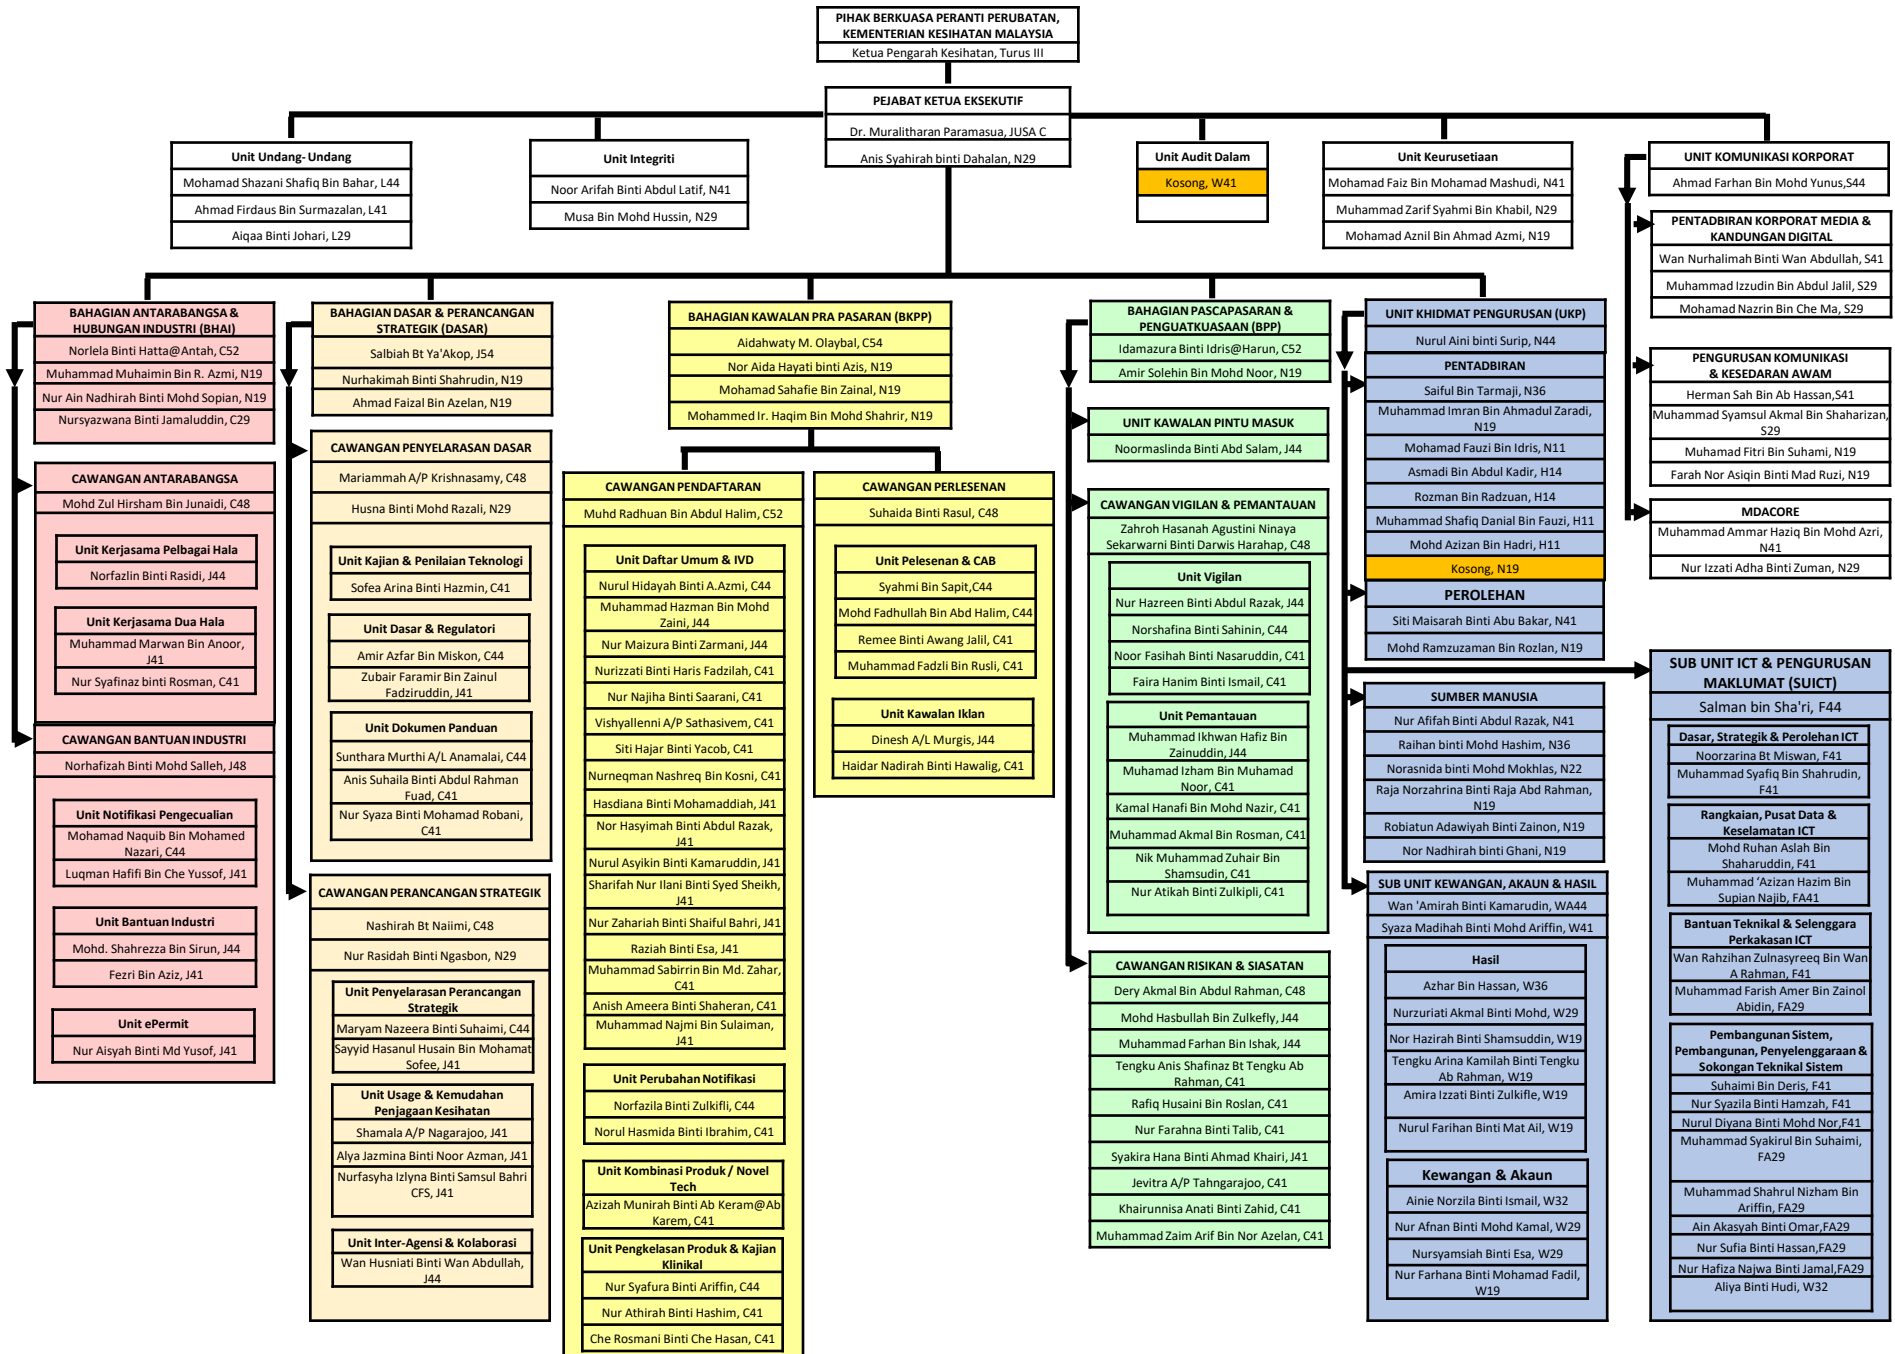 PIHAK BERKUASA PERANTI PERUBATAN,
KEMENTERIAN KESIHATAN MALAYSIA
Ketua Pengarah Kesihatan, Turus III
PEJABAT KETUA EKSEKUTIF
Dr. Muralitharan Paramasua, JUSA C
Anis Syahirah binti Dahalan, N29
Unit Undang- Undang
Mohamad Shazani Shafiq Bin Bahar, L44
Ahmad Firdaus Bin Surmazalan, L41
Aiqaa Binti Johari, L29
Unit Integriti
Noor Arifah Binti Abdul Latif, N41
Musa Bin Mohd Hussin, N29
Unit Audit Dalam
Kosong, W41
Unit Keurusetiaan
Mohamad Faiz Bin Mohamad Mashudi, N41
Muhammad Zarif Syahmi Bin Khabil, N29
Mohamad Aznil Bin Ahmad Azmi, N19
UNIT KOMUNIKASI KORPORAT
Ahmad Farhan Bin Mohd Yunus,S44
PENTADBIRAN KORPORAT MEDIA &
KANDUNGAN DIGITAL
Wan Nurhalimah Binti Wan Abdullah, S41
Muhammad Izzudin Bin Abdul Jalil, S29
Mohamad Nazrin Bin Che Ma, S29
PENGURUSAN KOMUNIKASI
& KESEDARAN AWAM
Herman Sah Bin Ab Hassan,S41
Muhammad Syamsul Akmal Bin Shaharizan,
S29
Muhamad Fitri Bin Suhami, N19
Farah Nor Asiqin Binti Mad Ruzi, N19
MDACORE
Muhammad Ammar Haziq Bin Mohd Azri,
N41
Nur Izzati Adha Binti Zuman, N29
BAHAGIAN ANTARABANGSA &
HUBUNGAN INDUSTRI (BHAI)
Norlela Binti Hatta@Antah, C52
Muhammad Muhaimin Bin R. Azmi, N19
Nur Ain Nadhirah Binti Mohd Sopian, N19
Nursyazwana Binti Jamaluddin, C29
CAWANGAN ANTARABANGSA
Mohd Zul Hirsham Bin Junaidi, C48
Unit Kerjasama Pelbagai Hala
Norfazlin Binti Rasidi, J44
Unit Kerjasama Dua Hala
Muhammad Marwan Bin Anoor,
J41
Nur Syafinaz binti Rosman, C41
CAWANGAN BANTUAN INDUSTRI
Norhafizah Binti Mohd Salleh, J48
Unit Notifikasi Pengecualian
Mohamad Naquib Bin Mohamed
Nazari, C44
Luqman Hafifi Bin Che Yussof, J41
Unit Bantuan Industri
Mohd. Shahrezza Bin Sirun, J44
Fezri Bin Aziz, J41
Unit ePermit
Nur Aisyah Binti Md Yusof, J41
BAHAGIAN DASAR & PERANCANGAN
STRATEGIK (DASAR)
Salbiah Bt Ya'Akop, J54
Nurhakimah Binti Shahrudin, N19
Ahmad Faizal Bin Azelan, N19
CAWANGAN PENYELARASAN DASAR
Mariammah A/P Krishnasamy, C48
Husna Binti Mohd Razali, N29
Unit Kajian & Penilaian Teknologi
Sofea Arina Binti Hazmin, C41
Unit Dasar & Regulatori
Amir Azfar Bin Miskon, C44
Zubair Faramir Bin Zainul
Fadziruddin, J41
Unit Dokumen Panduan
Sunthara Murthi A/L Anamalai, C44
Anis Suhaila Binti Abdul Rahman
Fuad, C41
Nur Syaza Binti Mohamad Robani,
C41
CAWANGAN PERANCANGAN STRATEGIK
Nashirah Bt Naiimi, C48
Nur Rasidah Binti Ngasbon, N29
Unit Penyelarasan Perancangan
Strategik
Maryam Nazeera Binti Suhaimi, C44
Sayyid Hasanul Husain Bin Mohamat
Sofee, J41
Unit Usage & Kemudahan
Penjagaan Kesihatan
Shamala A/P Nagarajoo, J41
Alya Jazmina Binti Noor Azman, J41
Nurfasyha Izlyna Binti Samsul Bahri
CFS, J41
Unit Inter-Agensi & Kolaborasi
Wan Husniati Binti Wan Abdullah,
J44
BAHAGIAN KAWALAN PRA PASARAN (BKPP)
Aidahwaty M. Olaybal, C54
Nor Aida Hayati binti Azis, N19
Mohamad Sahafie Bin Zainal, N19
Mohammed Ir. Haqim Bin Mohd Shahrir, N19
CAWANGAN PENDAFTARAN
Muhd Radhuan Bin Abdul Halim, C52
Unit Daftar Umum & IVD
Nurul Hidayah Binti A.Azmi, C44
Muhammad Hazman Bin Mohd
Zaini, J44
Nur Maizura Binti Zarmani, J44
Nurizzati Binti Haris Fadzilah, C41
Nur Najiha Binti Saarani, C41
Vishyallenni A/P Sathasivem, C41
Siti Hajar Binti Yacob, C41
Nurneqman Nashreq Bin Kosni, C41
Hasdiana Binti Mohamaddiah, J41
Nor Hasyimah Binti Abdul Razak,
J41
Nurul Asyikin Binti Kamaruddin, J41
Sharifah Nur Ilani Binti Syed Sheikh,
J41
Nur Zahariah Binti Shaiful Bahri, J41
Raziah Binti Esa, J41
Muhammad Sabirrin Bin Md. Zahar,
C41
Anish Ameera Binti Shaheran, C41
Muhammad Najmi Bin Sulaiman,
J41
Unit Perubahan Notifikasi
Norfazila Binti Zulkifli, C44
Norul Hasmida Binti Ibrahim, C41
Unit Kombinasi Produk / Novel
Tech
Azizah Munirah Binti Ab Keram@Ab
Karem, C41
Unit Pengkelasan Produk & Kajian
Klinikal
Nur Syafura Binti Ariffin, C44
Nur Athirah Binti Hashim, C41
Che Rosmani Binti Che Hasan, C41
CAWANGAN PERLESENAN
Suhaida Binti Rasul, C48
Unit Pelesenan & CAB
Syahmi Bin Sapit,C44
Mohd Fadhullah Bin Abd Halim, C44
Remee Binti Awang Jalil, C41
Muhammad Fadzli Bin Rusli, C41
Unit Kawalan Iklan
Dinesh A/L Murgis, J44
Haidar Nadirah Binti Hawalig, C41
BAHAGIAN PASCAPASARAN &
PENGUATKUASAAN (BPP)
Idamazura Binti Idris@Harun, C52
Amir Solehin Bin Mohd Noor, N19
UNIT KAWALAN PINTU MASUK
Noormaslinda Binti Abd Salam, J44
CAWANGAN VIGILAN & PEMANTAUAN
Zahroh Hasanah Agustini Ninaya
Sekarwarni Binti Darwis Harahap, C48
Unit Vigilan
Nur Hazreen Binti Abdul Razak, J44
Norshafina Binti Sahinin, C44
Noor Fasihah Binti Nasaruddin, C41
Faira Hanim Binti Ismail, C41
Unit Pemantauan
Muhammad Ikhwan Hafiz Bin
Zainuddin, J44
Muhamad Izham Bin Muhamad
Noor, C41
Kamal Hanafi Bin Mohd Nazir, C41
Muhammad Akmal Bin Rosman, C41
Nik Muhammad Zuhair Bin
Shamsudin, C41
Nur Atikah Binti Zulkipli, C41
CAWANGAN RISIKAN & SIASATAN
Dery Akmal Bin Abdul Rahman, C48
Mohd Hasbullah Bin Zulkefly, J44
Muhammad Farhan Bin Ishak, J44
Tengku Anis Shafinaz Bt Tengku Ab
Rahman, C41
Rafiq Husaini Bin Roslan, C41
Nur Farahna Binti Talib, C41
Syakira Hana Binti Ahmad Khairi, J41
Jevitra A/P Tahngarajoo, C41
Khairunnisa Anati Binti Zahid, C41
Muhammad Zaim Arif Bin Nor Azelan, C41
UNIT KHIDMAT PENGURUSAN (UKP)
Nurul Aini binti Surip, N44
PENTADBIRAN
Saiful Bin Tarmaji, N36
Muhammad Imran Bin Ahmadul Zaradi,
N19
Mohamad Fauzi Bin Idris, N11
Asmadi Bin Abdul Kadir, H14
Rozman Bin Radzuan, H14
Muhammad Shafiq Danial Bin Fauzi, H11
Mohd Azizan Bin Hadri, H11
Kosong, N19
PEROLEHAN
Siti Maisarah Binti Abu Bakar, N41
Mohd Ramzuzaman Bin Rozlan, N19
SUMBER MANUSIA
Nur Afifah Binti Abdul Razak, N41
Raihan binti Mohd Hashim, N36
Norasnida binti Mohd Mokhlas, N22
Raja Norzahrina Binti Raja Abd Rahman,
N19
Robiatun Adawiyah Binti Zainon, N19
Nor Nadhirah binti Ghani, N19
SUB UNIT KEWANGAN, AKAUN & HASIL
Wan 'Amirah Binti Kamarudin, WA44
Syaza Madihah Binti Mohd Ariffin, W41
Hasil
Azhar Bin Hassan, W36
Nurzuriati Akmal Binti Mohd, W29
Nor Hazirah Binti Shamsuddin, W19
Tengku Arina Kamilah Binti Tengku
Ab Rahman, W19
Amira Izzati Binti Zulkifle, W19
Nurul Farihan Binti Mat Ail, W19
Kewangan & Akaun
Ainie Norzila Binti Ismail, W32
Nur Afnan Binti Mohd Kamal, W29
Nursyamsiah Binti Esa, W29
Nur Farhana Binti Mohamad Fadil,
W19
SUB UNIT ICT & PENGURUSAN
MAKLUMAT (SUICT)
Salman bin Sha'ri, F44
Dasar, Strategik & Perolehan ICT
Noorzarina Bt Miswan, F41
Muhammad Syafiq Bin Shahrudin,
F41
Rangkaian, Pusat Data &
Keselamatan ICT
Mohd Ruhan Aslah Bin
Shaharuddin, F41
Muhammad ‘Azizan Hazim Bin
Supian Najib, FA41
Bantuan Teknikal & Selenggara
Perkakasan ICT
Wan Rahzihan Zulnasyreeq Bin Wan
A Rahman, F41
Muhammad Farish Amer Bin Zainol
Abidin, FA29
Pembangunan Sistem,
Pembangunan, Penyelenggaraan &
Sokongan Teknikal Sistem
Suhaimi Bin Deris, F41
Nur Syazila Binti Hamzah, F41
Nurul Diyana Binti Mohd Nor,F41
Muhammad Syakirul Bin Suhaimi,
FA29
Muhammad Shahrul Nizham Bin
Ariffin, FA29
Ain Akasyah Binti Omar,FA29
Nur Sufia Binti Hassan,FA29
Nur Hafiza Najwa Binti Jamal,FA29
Aliya Binti Hudi, W32